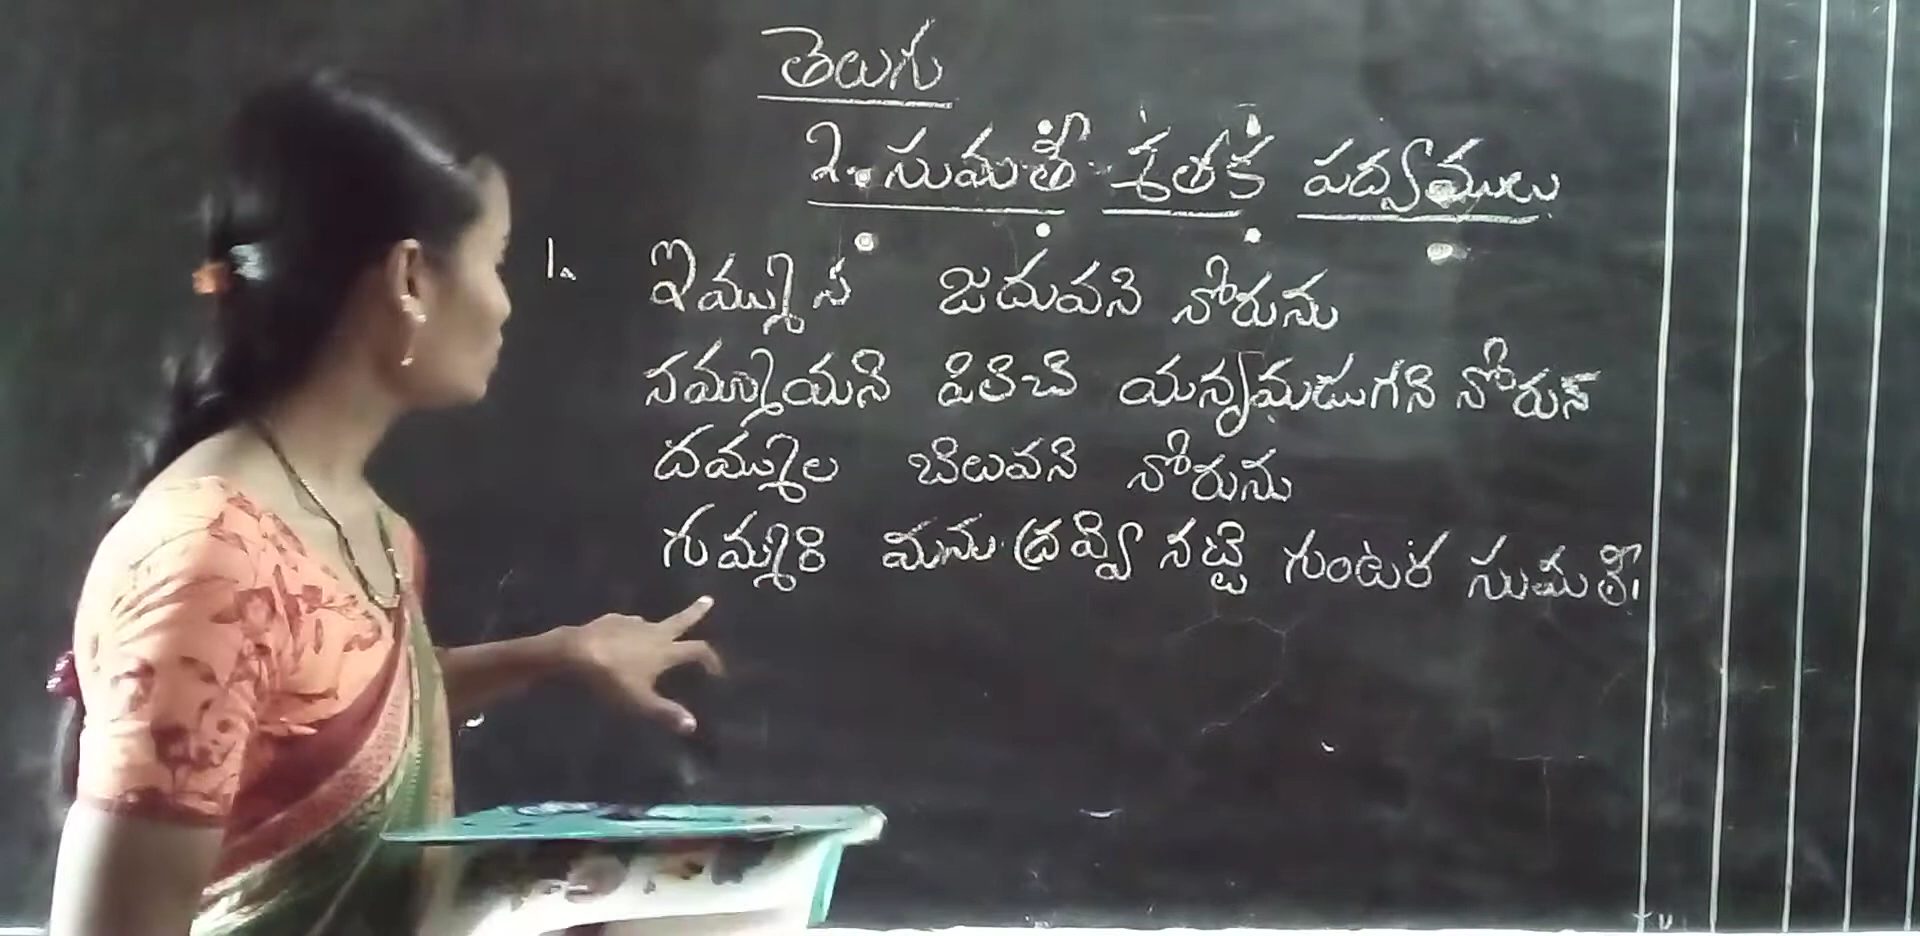 తెలుగు
2. సుమతీ శతక పద్యములు
1. ఇమ్ముస జదువని నోరును
నమ్మాయని పిలిచి యన్నమడుగని నోరున్
దమ్ముల బిలువని నోరును
గుమ్మరి మను ద్రవ్వి నట్టి గుంటర సుమతీ!